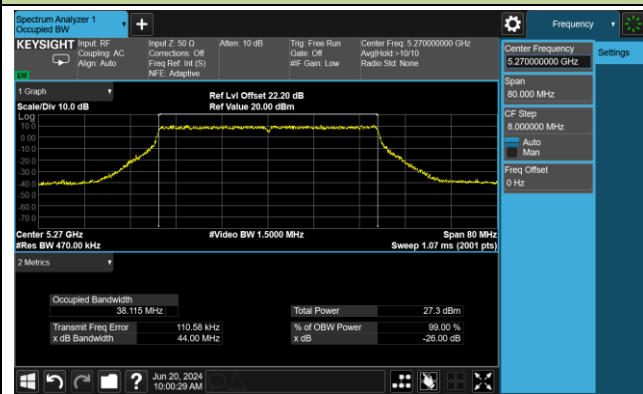 Spectrum Analyzer 1
Occupied BW
Frequency
KEYSIGHT
Input: RF
Coupling: AC
Align: Auto
Input Z: 50 Ω
Corrections: Off
Freq Ref: Int (S)
NFE: Adaptive
Atten: 10 dB
Trig: Free Run
Gate: Off
#IF Gain: Low
Center Freq: 5.270000000 GHz
Avg|Hold:>10/10
Radio Std: None
Center Frequency
5.270000000 GHz
Settings
Span
80.000 MHz
CF Step
8.000000 MHz
Auto
Man
Freq Offset
0 Hz
1 Graph
Scale/Div 10.0 dB
Ref Lvl Offset 22.20 dB
Ref Value 20.00 dBm
Log
10.0
0.00
-10.0
-20.0
-30.0
-40.0
-50.0
-60.0
-70.0
Center 5.27 GHz
#Video BW 1.5000 MHz
Span 80 MHz
#Res BW 470.00 kHz
Sweep 1.07 ms (2001 pts)
2 Metrics
Occupied Bandwidth
38.115 MHz
Total Power
27.3 dBm
Transmit Freq Error
110.58 kHz
% of OBW Power
99.00 %
x dB Bandwidth
44.00 MHz
x dB
-26.00 dB
Jun 20, 2024
10:00:29 AM